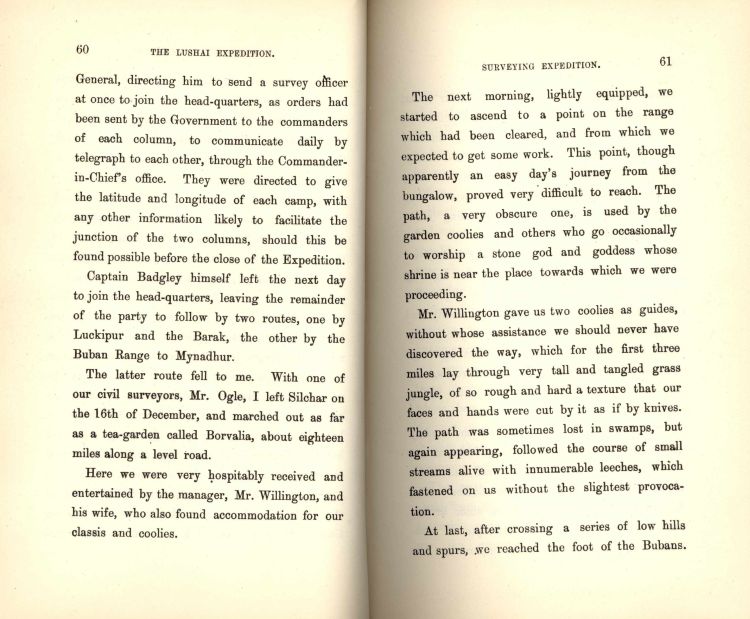 60
THE LUSHAI EXPEDITION.
General, directing him to send a survey officer
at once to join the head-quarters, as orders had
been sent by the Government to the commanders
of each column, to communicate daily by
telegraph to each other, through the Commander-
in-Chief's office. They were directed to give
the latitude and longitude of each camp, with
any other information likely to facilitate the
junction of the two columns, should this be
found possible before the close of the Expedition.
Captain Badgley himself left the next day
to join the head-quarters, leaving the remainder
of the party to follow by two routes, one by
Luckipur and the Barak, the other by the
Buban Range to Mynadhur.
The latter route fell to me. With one of
our civil surveyors, Mr. Ogle, I left Silchar on
the 16th of December, and marched out as far
as a tea-garden called Borvalia, about eighteen
miles along a level road.
Here we were very hospitably received and
entertained by the manager, Mr. Willington, and
his wife, who also found accommodation for our
classis and coolies.
SURVEYING EXPEDITION.
61
The next morning, lightly equipped, we
started to ascend to a point on the range
which had been cleared, and from which we
expected to get some work. This point, though
apparently an easy day's journey from the
bungalow, proved very difficult to reach. The
path, a very obscure one, is used by the
garden coolies and others who go occasionally
to worship a stone god and goddess whose
shrine is near the place towards which we were
proceeding.
Mr. Willington gave us two coolies as guides,
without whose assistance we should never have
discovered the way, which for the first three
miles lay through very tall and tangled grass
jungle, of so rough and hard a texture that our
faces and hands were cut by it as if by knives.
The path was sometimes lost in swamps, but
again appearing, followed the course of small
streams alive with innumerable leeches, which
fastened on us without the slightest provoca-
tion.
At last, after crossing a series of low hills
and spurs, we reached the foot of the Bubans.